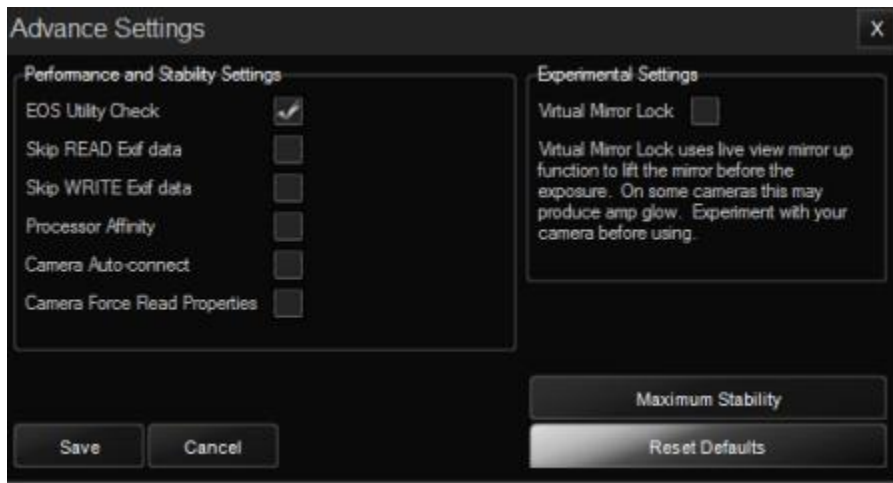 Advance Settings
X
Performance and Stability Settings
EOS Utility Check
Skip READ Exif data
Skip WRITE Exif data
Processor Affinity
Camera Auto-connect
Camera Force Read Properties
Experimental Settings
Virtual Mirror Lock
Virtual Mirror Lock uses live view mirror up
function to lift the mirror before the
exposure. On some cameras this may
produce amp glow. Experiment with your
camera before using.
Maximum Stability
Save
Cancel
Reset Defaults